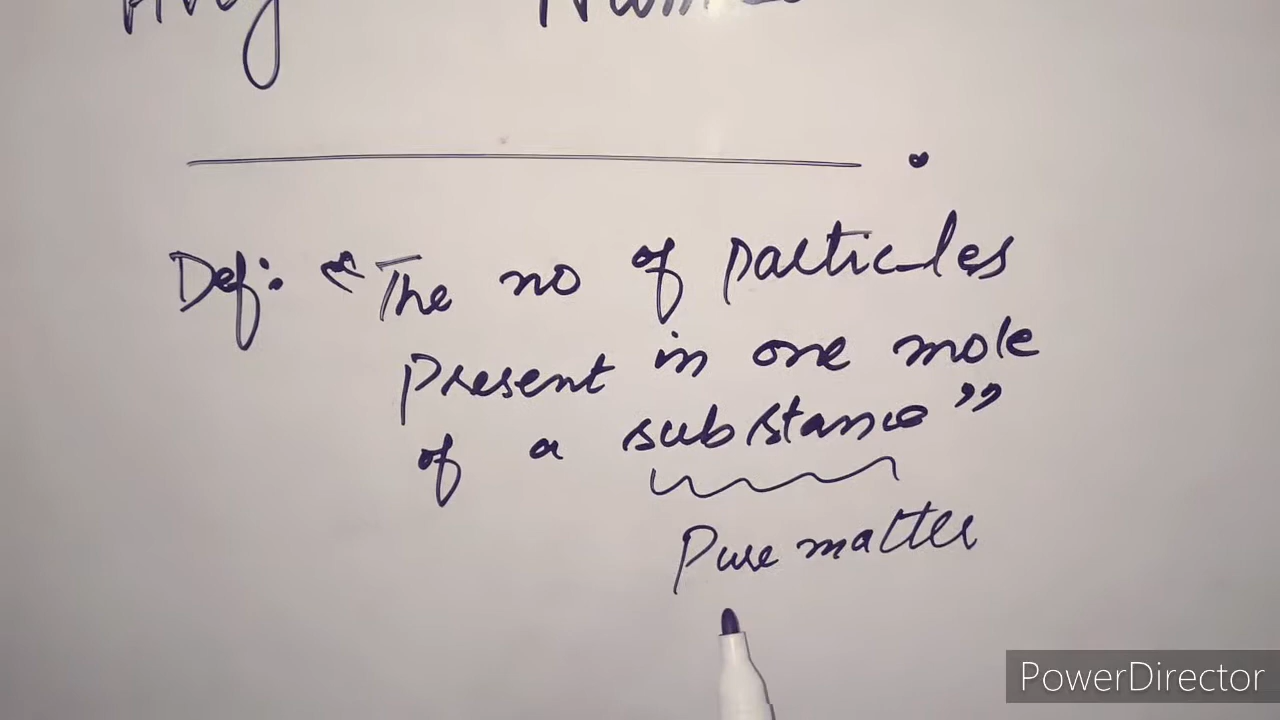 Def: "The no of particles
present in one mole
of a substance"
Pure matter
PowerDirector